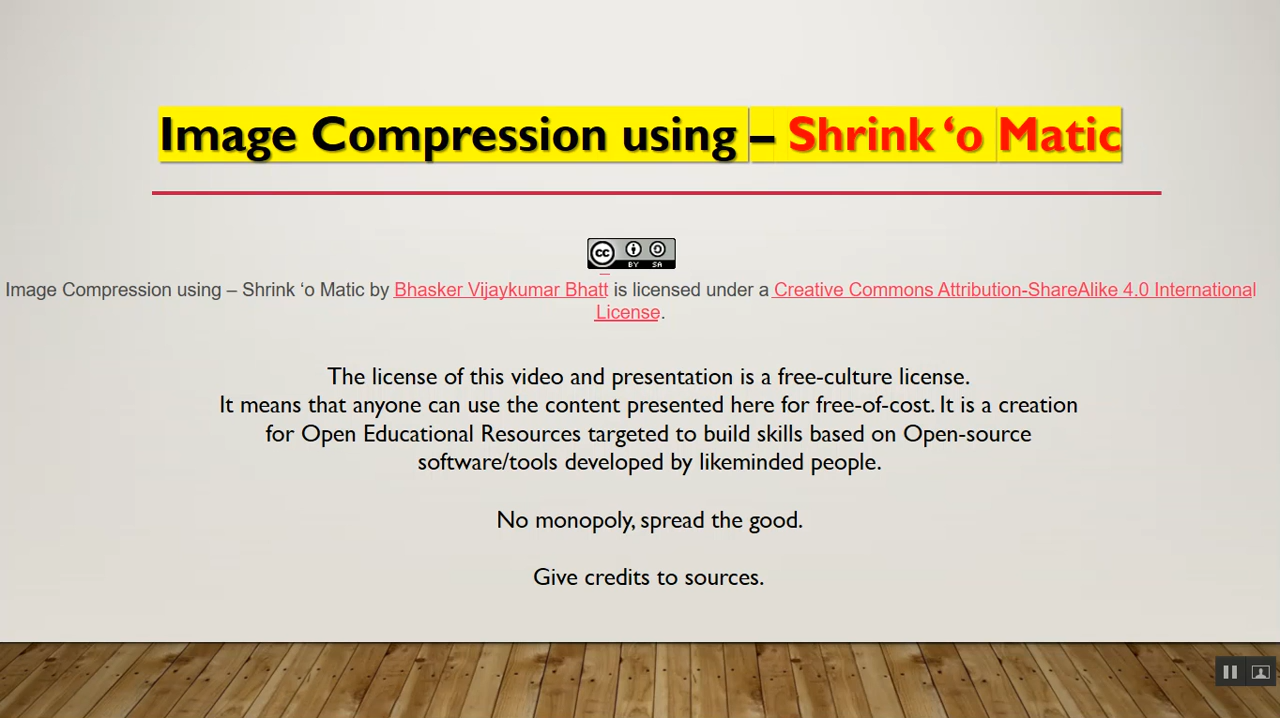 Image Compression using – Shrink ‘o Matic
cc BY SA
Image Compression using – Shrink ‘o Matic by Bhasker Vijaykumar Bhatt is licensed under a Creative Commons Attribution-ShareAlike 4.0 International
License.
The license of this video and presentation is a free-culture license.
It means that anyone can use the content presented here for free-of-cost. It is a creation
for Open Educational Resources targeted to build skills based on Open-source
software/tools developed by likeminded people.
No monopoly, spread the good.
Give credits to sources.